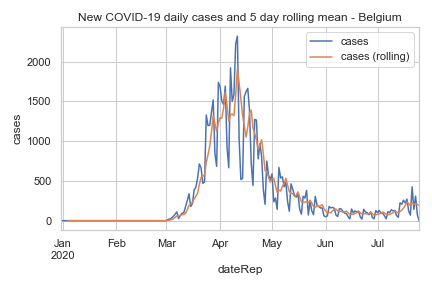 New COVID-19 daily cases and 5 day rolling mean - Belgium
cases
cases (rolling)
2000
1500
1000
500
0
cases
Jan Feb Mar Apr May Jun Jul
2020
dateRep